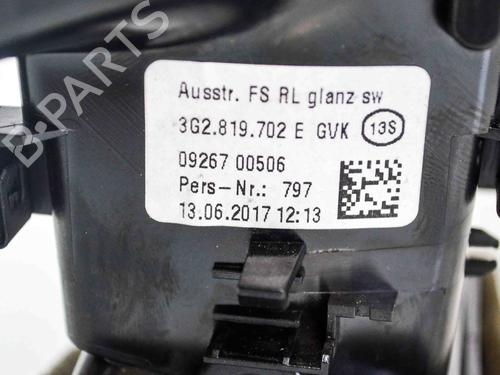 B-PARTS
Ausstr. FS RL glanz sw
3G2.819.702 E GVK 13S
09267 00506
Pers-Nr.: 797
13.06.2017 12:13